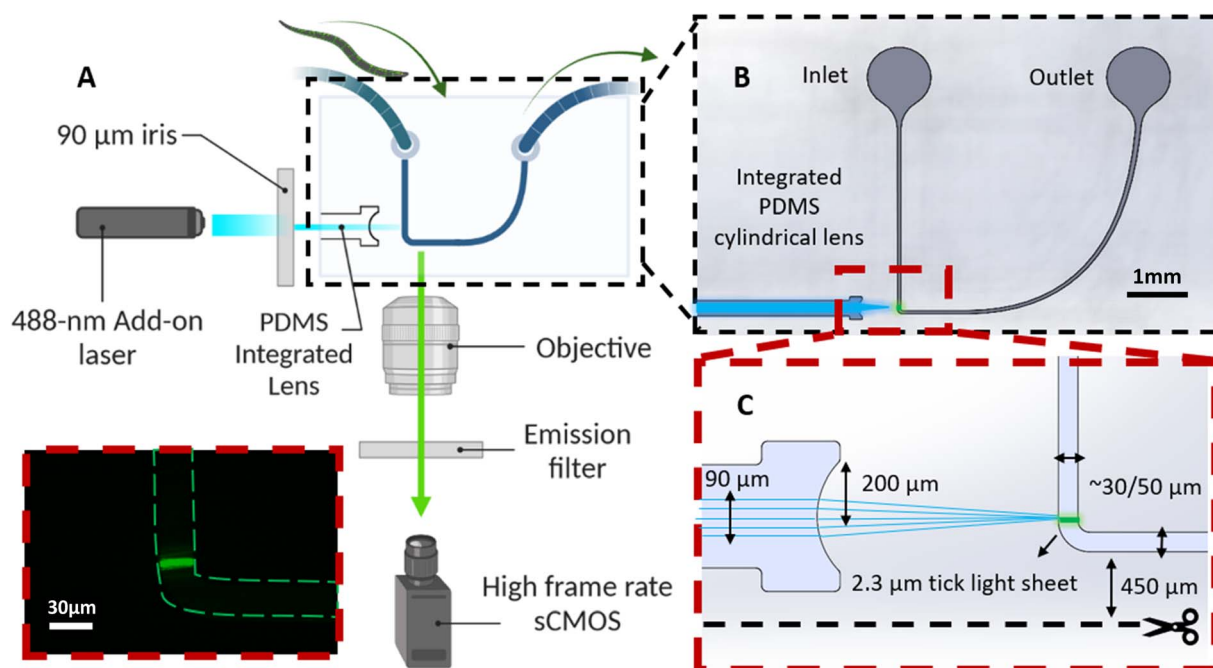 A
90 μm iris
488-nm Add-on
laser
PDMS
Integrated
Lens
Objective
Emission
filter
High frame rate
sCMOS
30μm
B
Inlet
Outlet
Integrated
PDMS
cylindrical lens
1mm
C
90 μm
200 μm
~30/50 μm
2.3 μm tick light sheet
450 μm